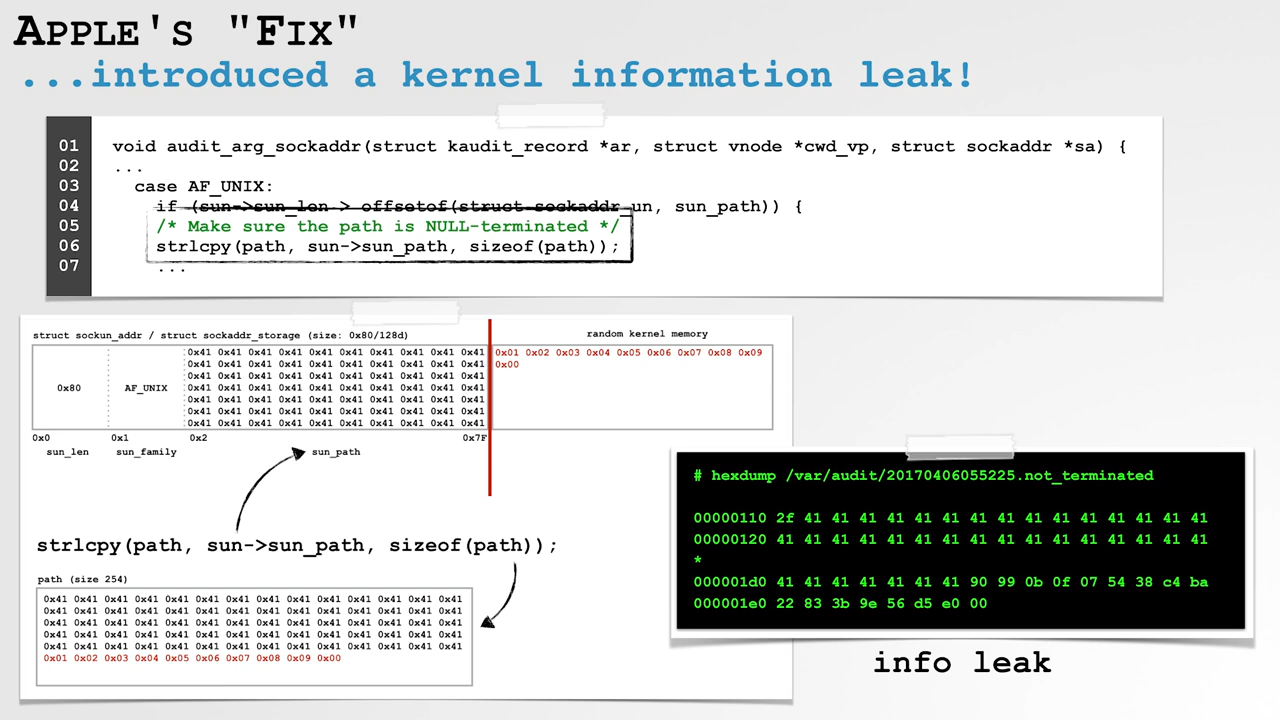 APPLE'S "FIX"
...introduced a kernel information leak!
01 void audit_arg_sockaddr(struct kaudit_record *ar, struct vnode *cwd_vp, struct sockaddr *sa) {
02 ...
03 case AF_UNIX:
04 if (sun->sun_len > offsetof(struct sockaddr_un, sun_path)) {
05 /* Make sure the path is NULL-terminated */
06 strlcpy(path, sun->sun_path, sizeof(path));
07 ...
struct sockun_addr / struct sockaddr_storage (size: 0x80/128d)
random kernel memory
0x41 0x41 0x41 0x41 0x41 0x41 0x41 0x41 0x41 0x41 0x01 0x02 0x03 0x04 0x05 0x06 0x07 0x08 0x09
0x41 0x41 0x41 0x41 0x41 0x41 0x41 0x41 0x41 0x41 0x00
0x41 0x41 0x41 0x41 0x41 0x41 0x41 0x41 0x41 0x41
0x80 AF_UNIX 0x41 0x41 0x41 0x41 0x41 0x41 0x41 0x41 0x41 0x41
0x41 0x41 0x41 0x41 0x41 0x41 0x41 0x41 0x41 0x41
0x41 0x41 0x41 0x41 0x41 0x41 0x41 0x41 0x41 0x41
0x41 0x41 0x41 0x41 0x41 0x41 0x41 0x41 0x41 0x41
0x0 0x1 0x2 0x7F
sun_len sun_family sun_path
strlcpy(path, sun->sun_path, sizeof(path));
path (size 254)
0x41 0x41 0x41 0x41 0x41 0x41 0x41 0x41 0x41 0x41 0x41 0x41 0x41 0x41
0x41 0x41 0x41 0x41 0x41 0x41 0x41 0x41 0x41 0x41 0x41 0x41 0x41 0x41
0x41 0x41 0x41 0x41 0x41 0x41 0x41 0x41 0x41 0x41 0x41 0x41 0x41 0x41
0x41 0x41 0x41 0x41 0x41 0x41 0x41 0x41 0x41 0x41 0x41 0x41 0x41 0x41
0x41 0x41 0x41 0x41 0x41 0x41 0x41 0x41 0x41 0x41 0x41 0x41 0x41 0x41
0x01 0x02 0x03 0x04 0x05 0x06 0x07 0x08 0x09 0x00
# hexdump /var/audit/20170406055225.not_terminated
00000110 2f 41 41 41 41 41 41 41 41 41 41 41 41 41 41 41
00000120 41 41 41 41 41 41 41 41 41 41 41 41 41 41 41 41
*
000001d0 41 41 41 41 41 41 41 90 99 0b 0f 07 54 38 c4 ba
000001e0 22 83 3b 9e 56 d5 e0 00
info leak